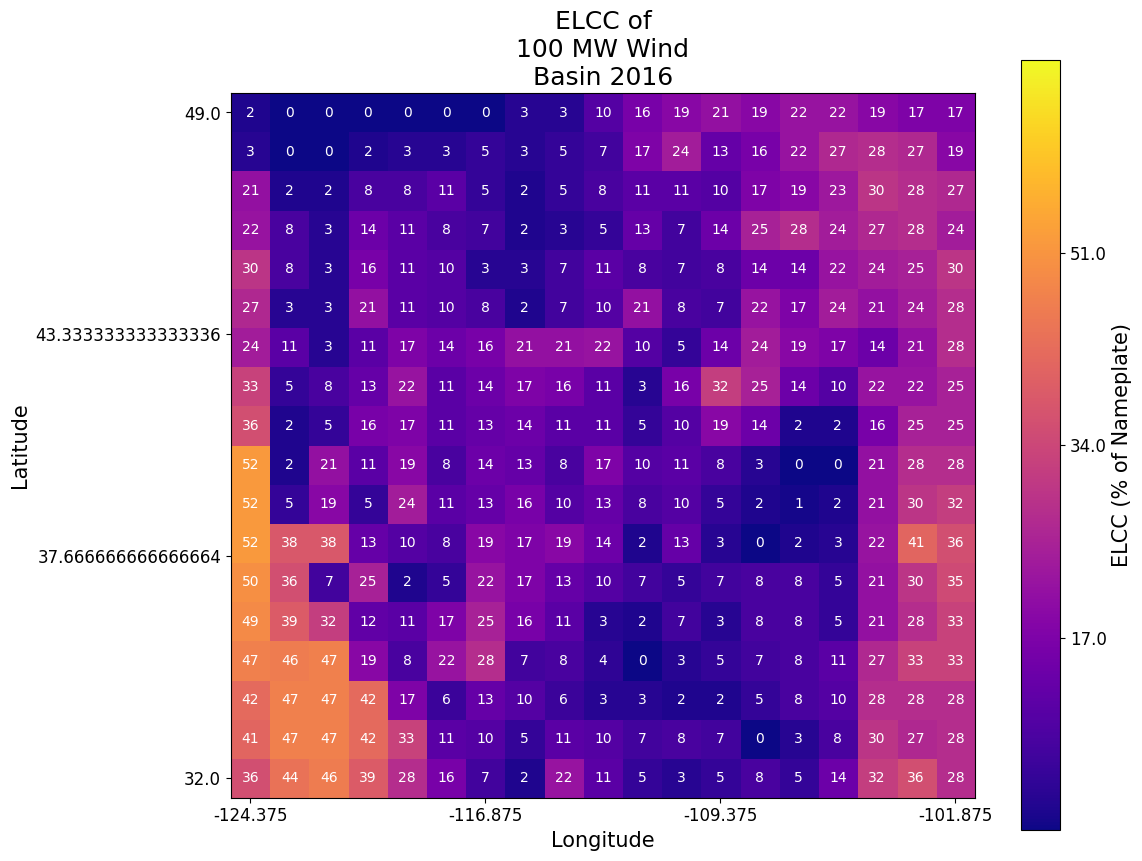 ELCC of
100 MW Wind
Basin 2016
49.0
2 0 0 0 0 0 0 3 3 10 16 19 21 19 22 22 19 17 17
3 0 0 2 3 3 5 3 5 7 17 24 13 16 22 27 28 27 19
21 2 2 8 8 11 5 2 5 8 11 11 10 17 19 23 30 28 27
22 8 3 14 11 8 7 2 3 5 13 7 14 25 28 24 27 28 24
30 8 3 16 11 10 3 3 7 11 8 7 8 14 14 22 24 25 30
27 3 3 21 11 10 8 2 7 10 21 8 7 22 17 24 21 24 28
43.333333333333336
24 11 3 11 17 14 16 21 21 22 10 5 14 24 19 17 14 21 28
33 5 8 13 22 11 14 17 16 11 3 16 32 25 14 10 22 22 25
36 2 5 16 17 11 13 14 11 11 5 10 19 14 2 2 16 25 25
52 2 21 11 19 8 14 13 8 17 10 11 8 3 0 0 21 28 28
52 5 19 5 24 11 13 16 10 13 8 10 5 2 1 2 21 30 32
52 38 38 13 10 8 19 17 19 14 2 13 3 0 2 3 22 41 36
37.666666666666664
50 36 7 25 2 5 22 17 13 10 7 5 7 8 8 5 21 30 35
49 39 32 12 11 17 25 16 11 3 2 7 3 8 8 5 21 28 33
47 46 47 19 8 22 28 7 8 4 0 3 5 7 8 11 27 33 33
42 47 47 42 17 6 13 10 6 3 3 2 2 5 8 10 28 28 28
41 47 47 42 33 11 10 5 11 10 7 8 7 0 3 8 30 27 28
32.0
36 44 46 39 28 16 7 2 22 11 5 3 5 8 5 14 32 36 28
-124.375 -116.875 -109.375 -101.875
Longitude
Latitude
51.0
34.0
17.0
ELCC (% of Nameplate)